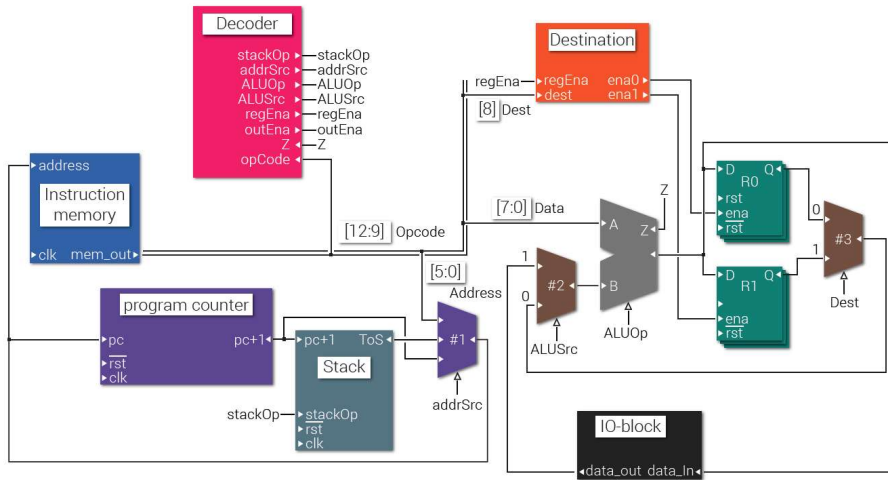 Decoder
stackOp stackOp
addrSrc addrSrc
ALUOp ALUOp
ALUSrc ALUSrc
regEna regEna
outEna outEna
Z Z
opCode
Destination
regEna regEna ena0
dest ena1
[8] Dest
address
Instruction
memory
clk mem_out
[12:9] Opcode
[7:0] Data
[5:0]
Address
A
Z
Z
B
ALUOp
D Q
R0
rst
ena
rst
D Q
R1
ena
rst
0
#3
1
Dest
1
#2
0
ALUSrc
program counter
pc pc+1
rst
clk
pc+1 ToS
Stack
stackOp stackOp
rst
clk
#1
addrSrc
IO-block
data_out data_In